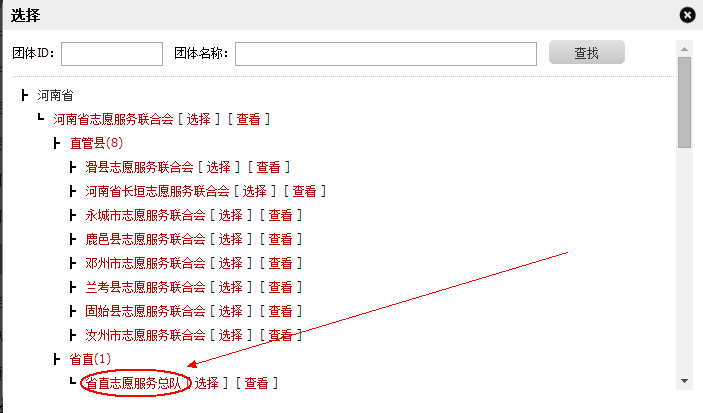 选择
团体ID： 团体名称： 查找
河南省
河南省志愿服务联合会 [ 选择 ] [ 查看 ]
直管县(8)
滑县志愿服务联合会 [ 选择 ] [ 查看 ]
河南省长垣志愿服务联合会 [ 选择 ] [ 查看 ]
永城市志愿服务联合会 [ 选择 ] [ 查看 ]
鹿邑县志愿服务联合会 [ 选择 ] [ 查看 ]
邓州市志愿服务联合会 [ 选择 ] [ 查看 ]
兰考县志愿服务联合会 [ 选择 ] [ 查看 ]
固始县志愿服务联合会 [ 选择 ] [ 查看 ]
汝州市志愿服务联合会 [ 选择 ] [ 查看 ]
省直(1)
省直志愿服务总队 [ 选择 ] [ 查看 ]